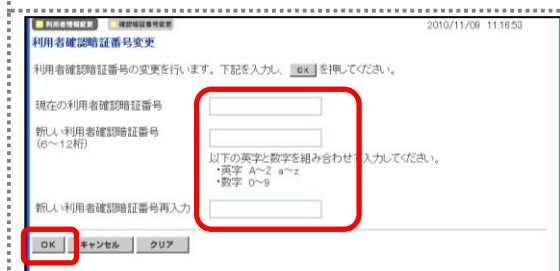 利用者情報変更 確認暗証番号変更 2010/11/09 11:16:53
利用者確認暗証番号変更
利用者確認暗証番号の変更を行います。下記を入力し、 OK を押してください。
現在の利用者確認暗証番号
新しい利用者確認暗証番号
(6～12桁)
以下の英字と数字を組み合わせて入力してください。
・英字 A～Z a～z
・数字 0～9
新しい利用者確認暗証番号再入力
OK キャンセル クリア